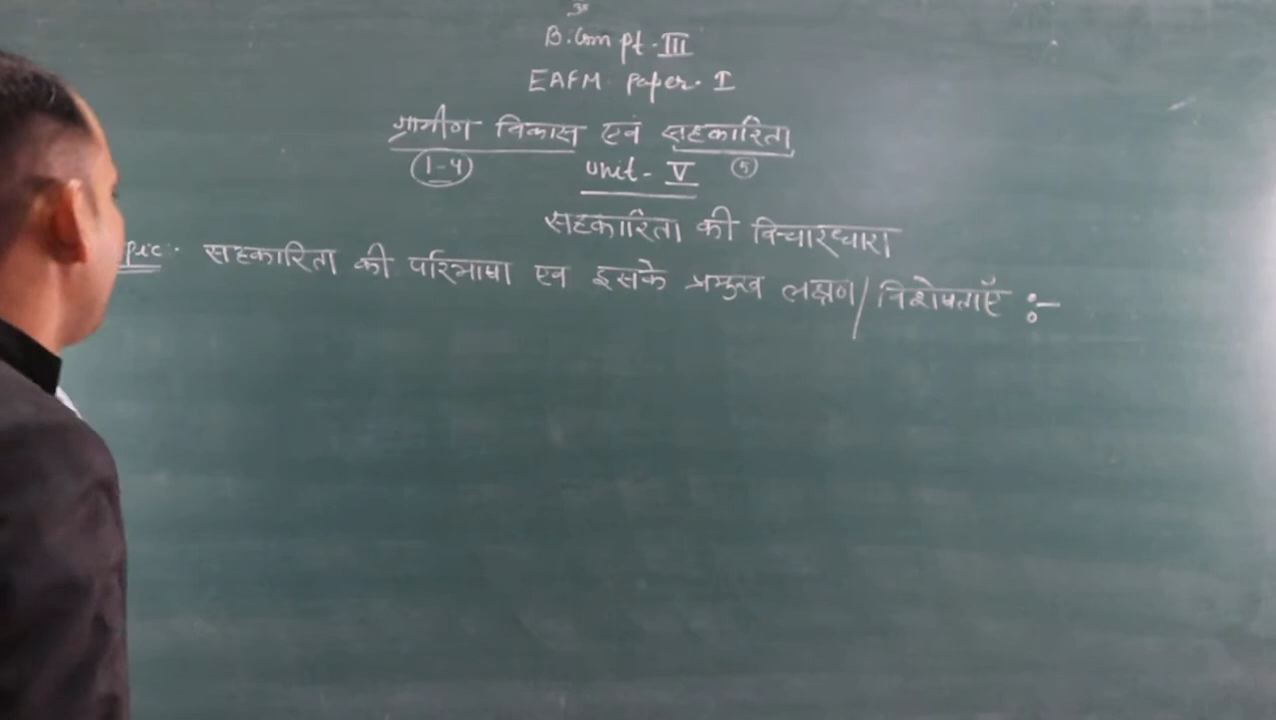 ॐ
B.Com pt. III
EAFM. Paper. I
ग्रामीण विकास एवं सहकारिता
1-4 Unit - V 5
सहकारिता की विचारधारा
pic:- सहकारिता की परिभाषा एव इसके प्रमुख लक्षण/विशेषताएँ :-